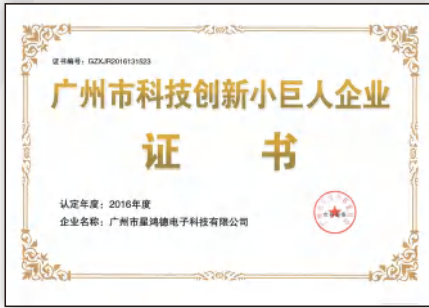 证书编号：GZXJR2016131523
广州市科技创新小巨人企业
证 书
认定年度：2016年度
企业名称：广州市星鸿德电子科技有限公司